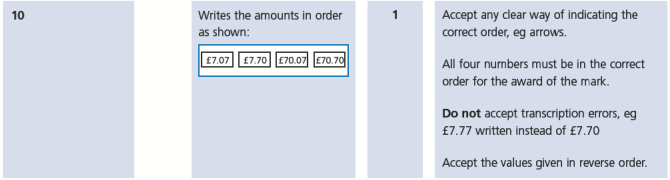 10
Writes the amounts in order
as shown:
£7.07 £7.70 £70.07 £70.70
1
Accept any clear way of indicating the
correct order, eg arrows.
All four numbers must be in the correct
order for the award of the mark.
Do not accept transcription errors, eg
£7.77 written instead of £7.70
Accept the values given in reverse order.